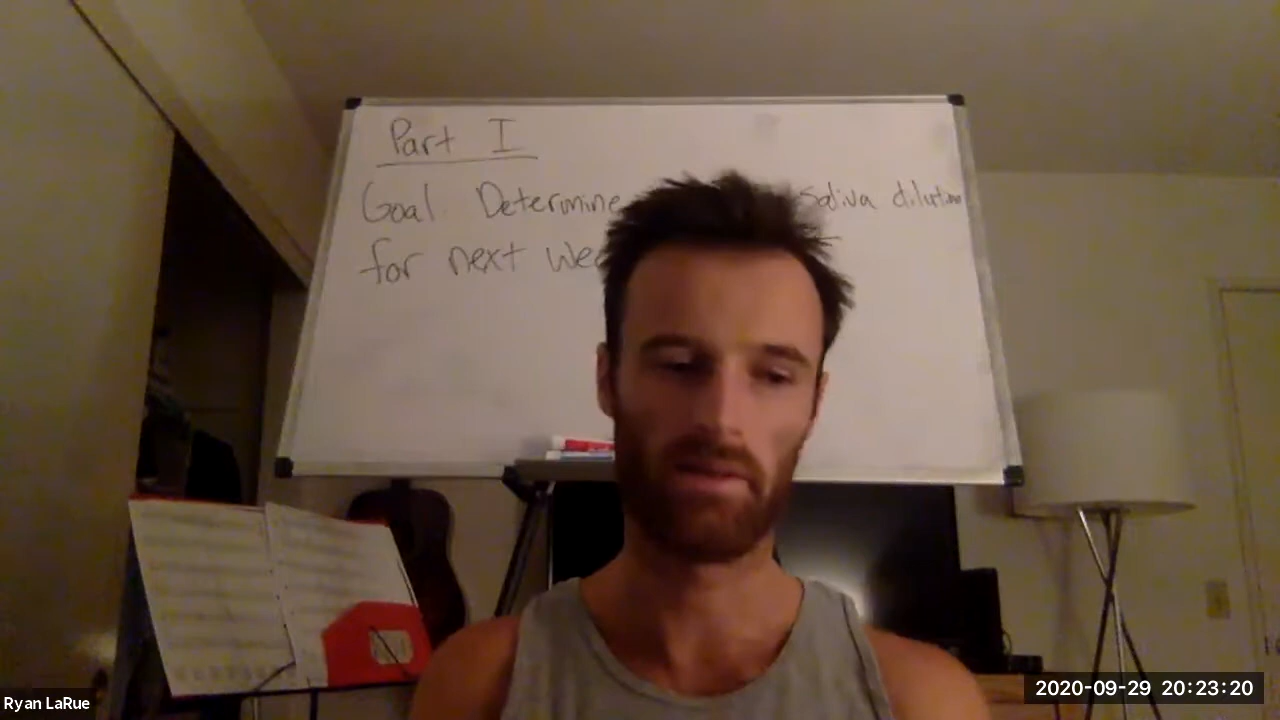 Part I
Goal Determine saliva dilution
for next
Ryan LaRue
2020-09-29 20:23:20